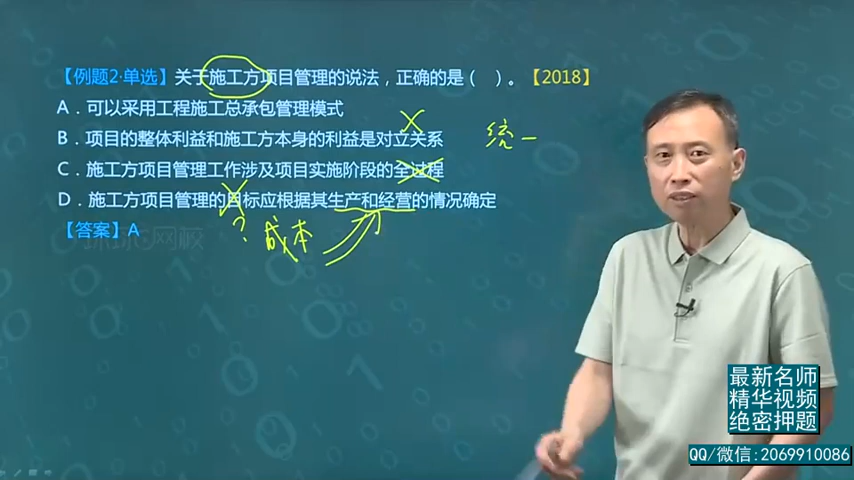 【例题2·单选】关于施工方项目管理的说法，正确的是（ ）。【2018】
A．可以采用工程施工总承包管理模式
B．项目的整体利益和施工方本身的利益是对立关系
统一
C．施工方项目管理工作涉及项目实施阶段的全过程
D．施工方项目管理的目标应根据其生产和经营的情况确定
【答案】A
？成本
最新名师
精华视频
绝密押题
QQ/微信:2069910086